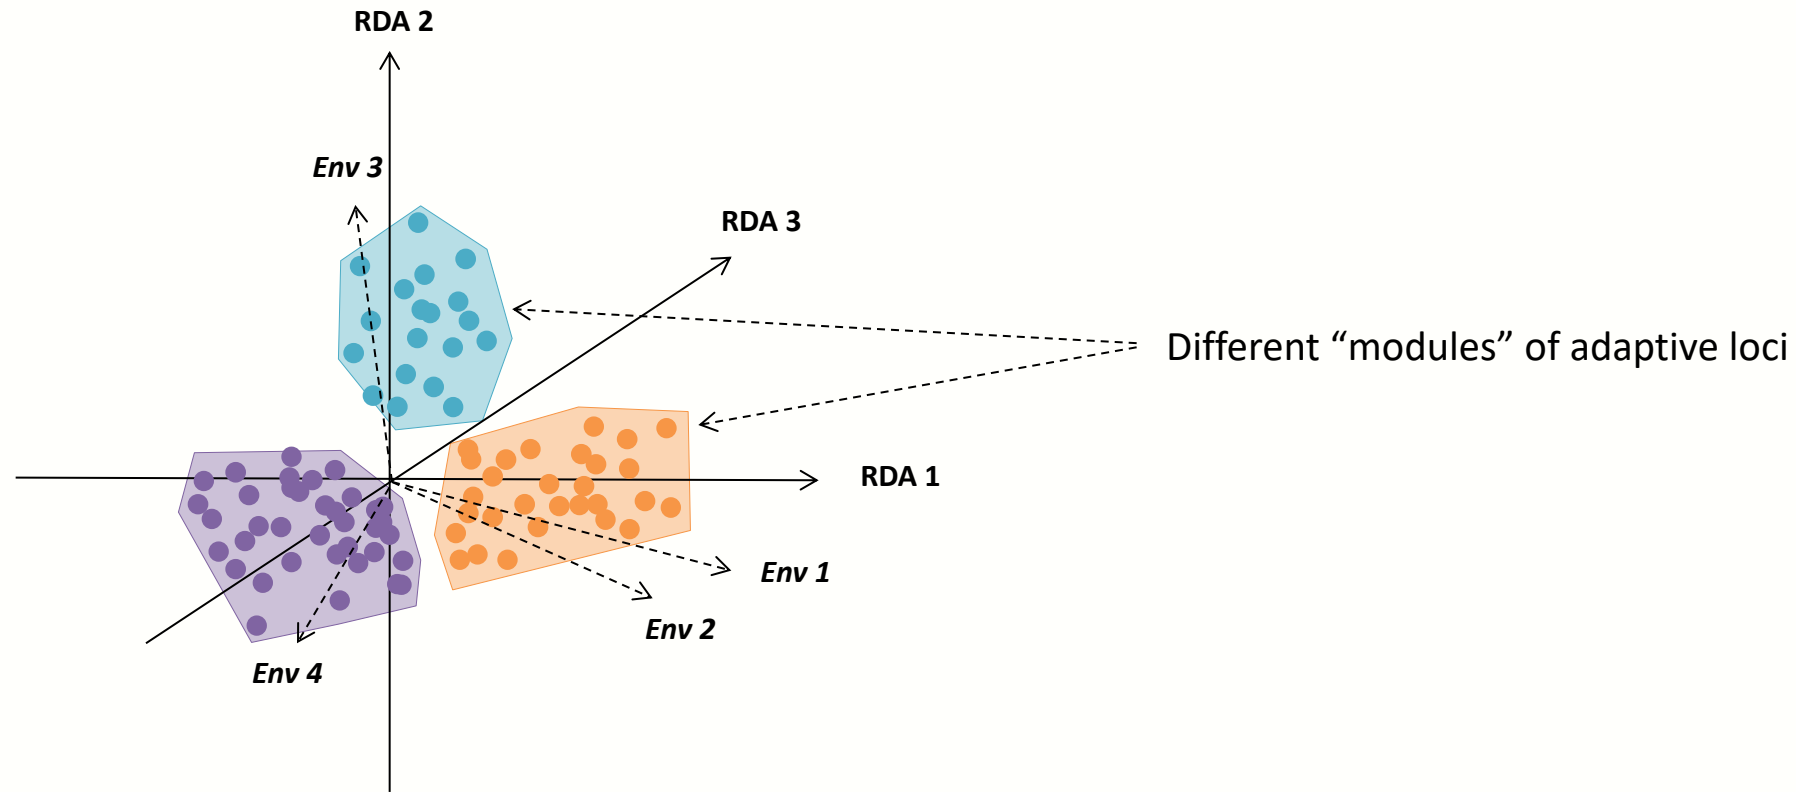 RDA 2
Env 3
RDA 3
Different “modules” of adaptive loci
RDA 1
Env 1
Env 2
Env 4